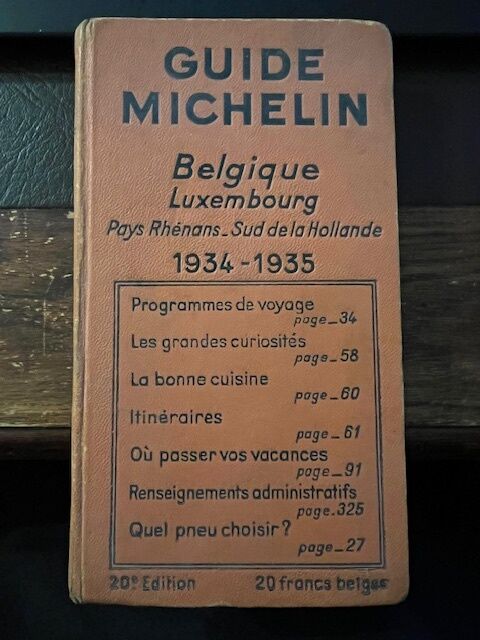 GUIDE
MICHELIN
Belgique
Luxembourg
Pays Rhénans_Sud de la Hollande
1934-1935
Programmes de voyage
page_34
Les grandes curiosités
page_58
La bonne cuisine
page_60
Itinéraires
page_61
Où passer vos vacances
page_91
Renseignements administratifs
page.325
Quel pneu choisir?
page_27
20e Edition 20 francs belges